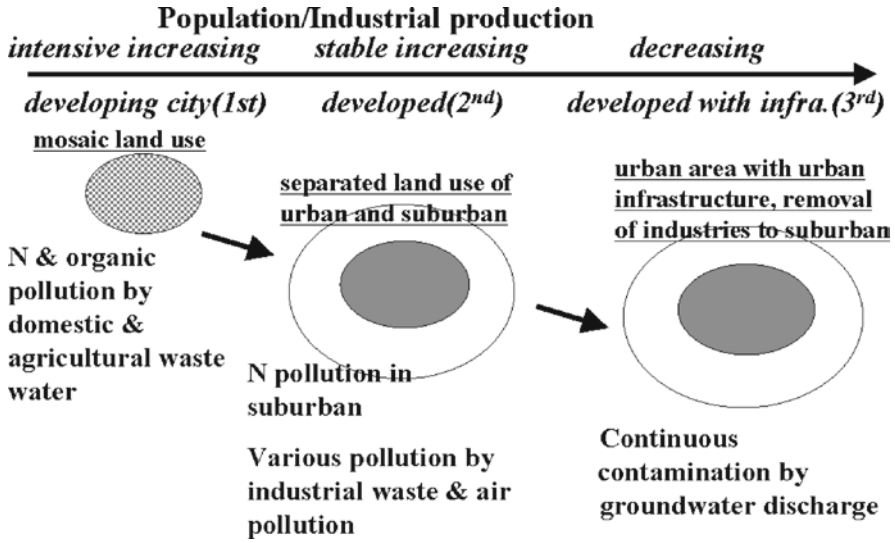 Population/Industrial production
intensive increasing
stable increasing
decreasing
developing city(1st)
developed(2nd)
developed with infra.(3rd)
mosaic land use
separated land use of
urban and suburban
urban area with urban
infrastructure, removal
of industries to suburban
N & organic
pollution by
domestic &
agricultural waste
water
N pollution in
suburban
Various pollution by
industrial waste & air
pollution
Continuous
contamination by
groundwater discharge